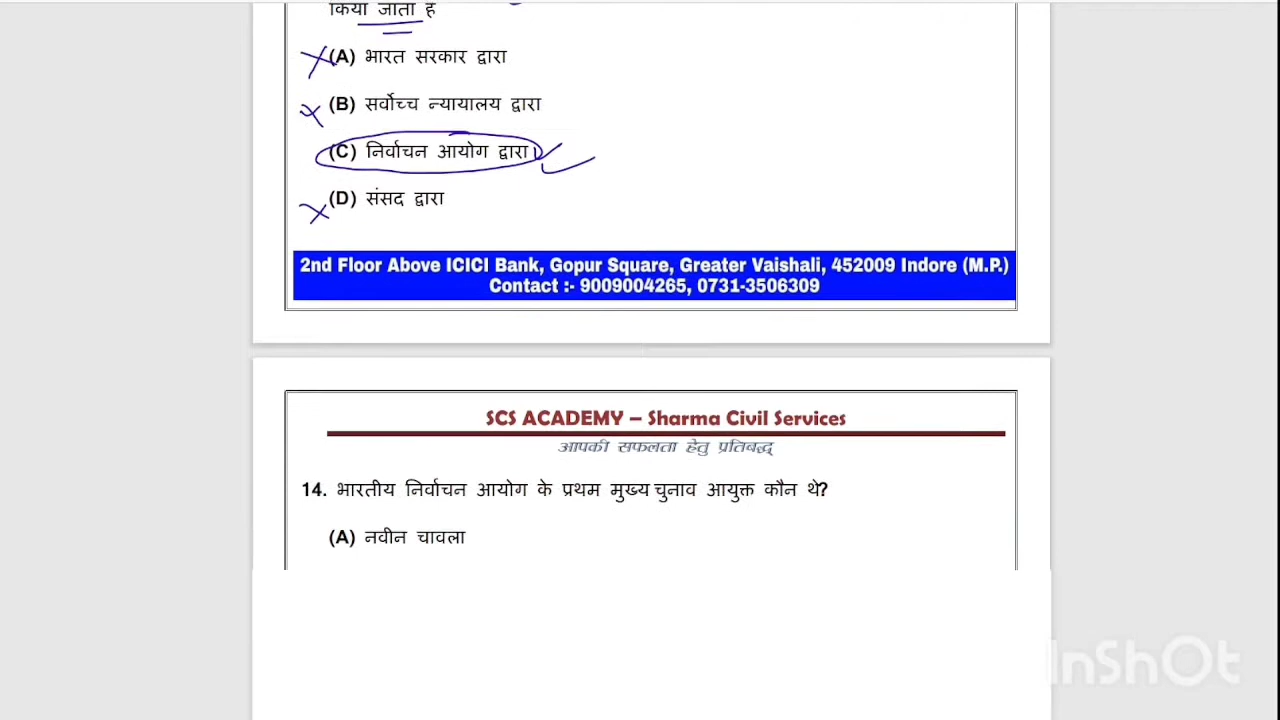 किया जाता है
(A) भारत सरकार द्वारा
(B) सर्वोच्च न्यायालय द्वारा
(C) निर्वाचन आयोग द्वारा।
(D) संसद द्वारा
2nd Floor Above ICICI Bank, Gopur Square, Greater Vaishali, 452009 Indore (M.P.)
Contact :- 9009004265, 0731-3506309
SCS ACADEMY – Sharma Civil Services
आपकी सफलता हेतु प्रतिबद्ध
14. भारतीय निर्वाचन आयोग के प्रथम मुख्य चुनाव आयुक्त कौन थे?
(A) नवीन चावला
InShOt